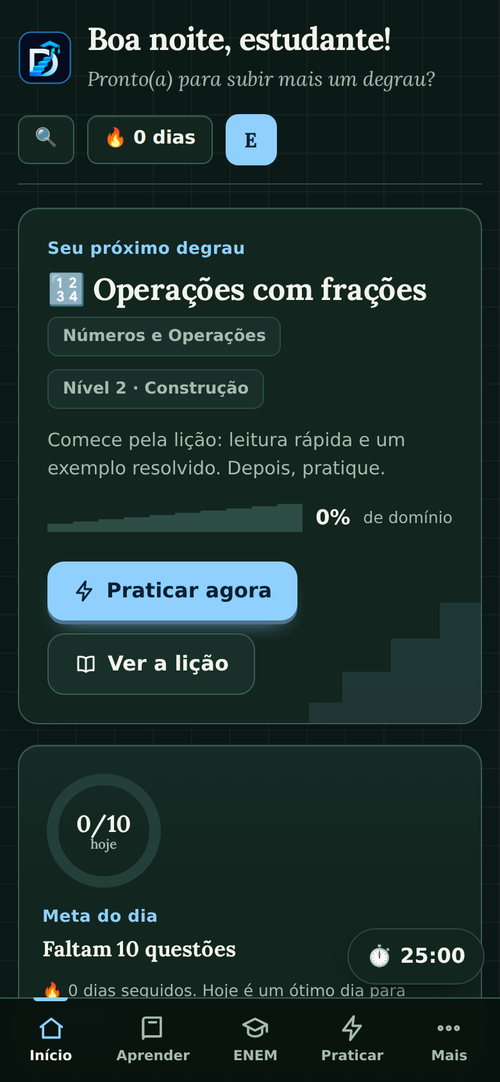 Boa noite, estudante!
Pronto(a) para subir mais um degrau?
0 dias
E
Seu próximo degrau
1234 Operações com frações
Números e Operações
Nível 2 · Construção
Comece pela lição: leitura rápida e um
exemplo resolvido. Depois, pratique.
0% de domínio
Praticar agora
Ver a lição
0/10
hoje
Meta do dia
Faltam 10 questões
25:00
0 dias seguidos. Hoje é um ótimo dia para
Início Aprender ENEM Praticar Mais